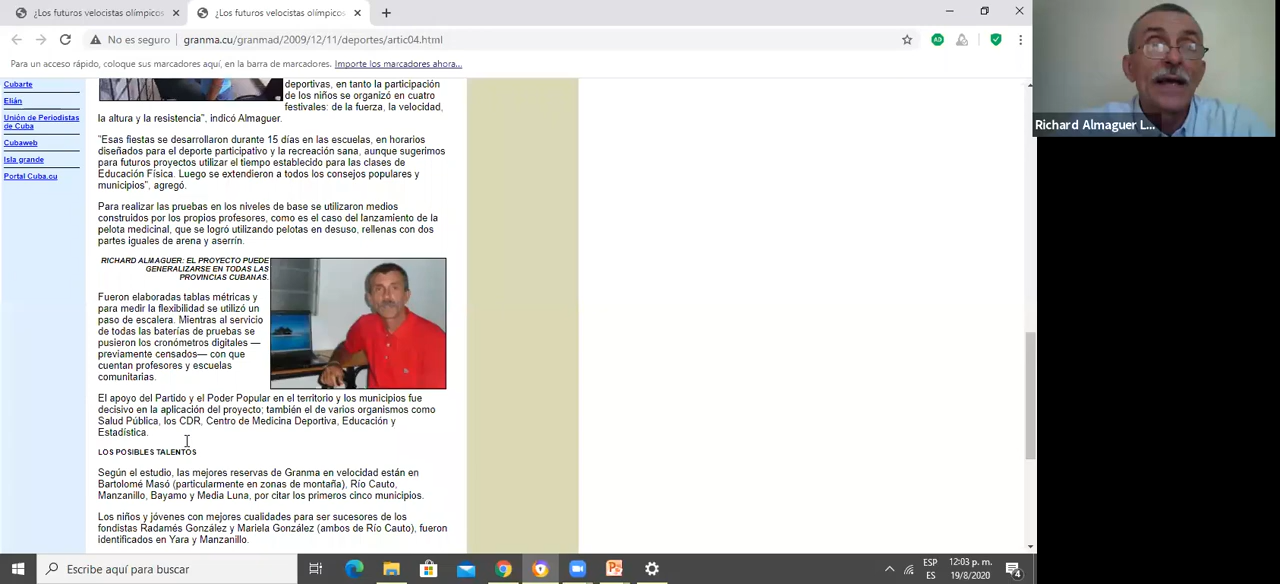 ¿Los futuros velocistas olímpicos
¿Los futuros velocistas olímpicos
No es seguro
granma.cu/granmad/2009/12/11/deportes/artic04.html
Para un acceso rápido, coloque sus marcadores aquí, en la barra de marcadores. Importe los marcadores ahora...
Richard Almaguer L...
Cubarte
Elián
Unión de Periodistas
de Cuba
Cubaweb
Isla grande
Portal Cuba.cu
deportivas, en tanto la participación
de los niños se organizó en cuatro
festivales: de la fuerza, la velocidad,
la altura y la resistencia", indicó Almaguer.
"Esas fiestas se desarrollaron durante 15 días en las escuelas, en horarios
diseñados para el deporte participativo y la recreación sana, aunque sugerimos
para futuros proyectos utilizar el tiempo establecido para las clases de
Educación Física. Luego se extendieron a todos los consejos populares y
municipios", agregó.
Para realizar las pruebas en los niveles de base se utilizaron medios
construidos por los propios profesores, como es el caso del lanzamiento de la
pelota medicinal, que se logró utilizando pelotas en desuso, rellenas con dos
partes iguales de arena y aserrín.
RICHARD ALMAGUER: EL PROYECTO PUEDE
GENERALIZARSE EN TODAS LAS
PROVINCIAS CUBANAS.
Fueron elaboradas tablas métricas y
para medir la flexibilidad se utilizó un
paso de escalera. Mientras al servicio
de todas las baterías de pruebas se
pusieron los cronómetros digitales —
previamente censados— con que
cuentan profesores y escuelas
comunitarias.
El apoyo del Partido y el Poder Popular en el territorio y los municipios fue
decisivo en la aplicación del proyecto; también el de varios organismos como
Salud Pública, los CDR, Centro de Medicina Deportiva, Educación y
Estadística.
LOS POSIBLES TALENTOS
Según el estudio, las mejores reservas de Granma en velocidad están en
Bartolomé Masó (particularmente en zonas de montaña), Río Cauto,
Manzanillo, Bayamo y Media Luna, por citar los primeros cinco municipios.
Los niños y jóvenes con mejores cualidades para ser sucesores de los
fondistas Radamés González y Mariela González (ambos de Río Cauto), fueron
identificados en Yara y Manzanillo.
Escribe aquí para buscar
ESP
ES
12:03 p. m.
19/8/2020
4